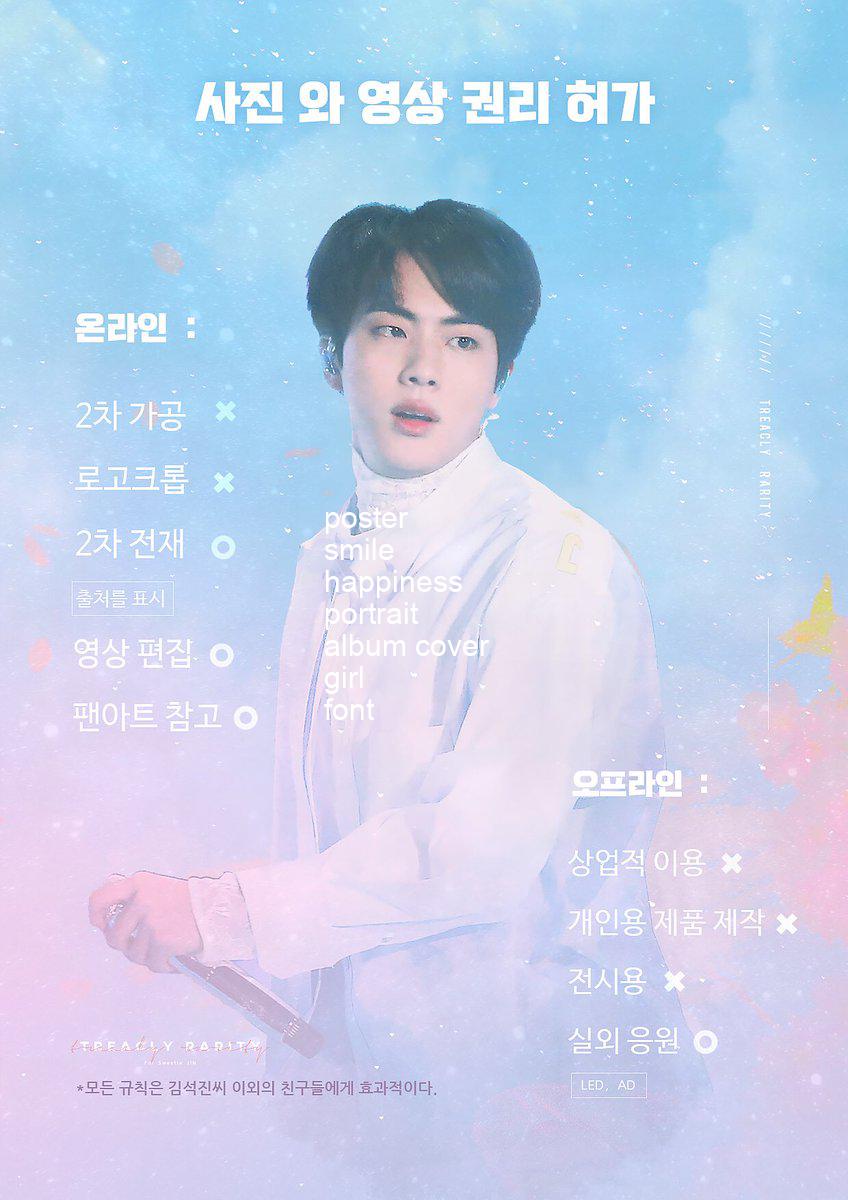 사진 와 영상 권리 허가
온라인 :
2차 가공 ×
로고크롭 ×
2차 전재 O
출처를 표시
영상 편집 O
팬아트 참고 O
poster
smile
happiness
portrait
album cover
girl
font
TREACLY RARITY
오프라인 :
상업적 이용 ×
개인용 제품 제작 ×
전시용 ×
실외 응원 O
LED, AD
TREACLY RARITY
For Sweetie JIN
*모든 규칙은 김석진씨 이외의 친구들에게 효과적이다.